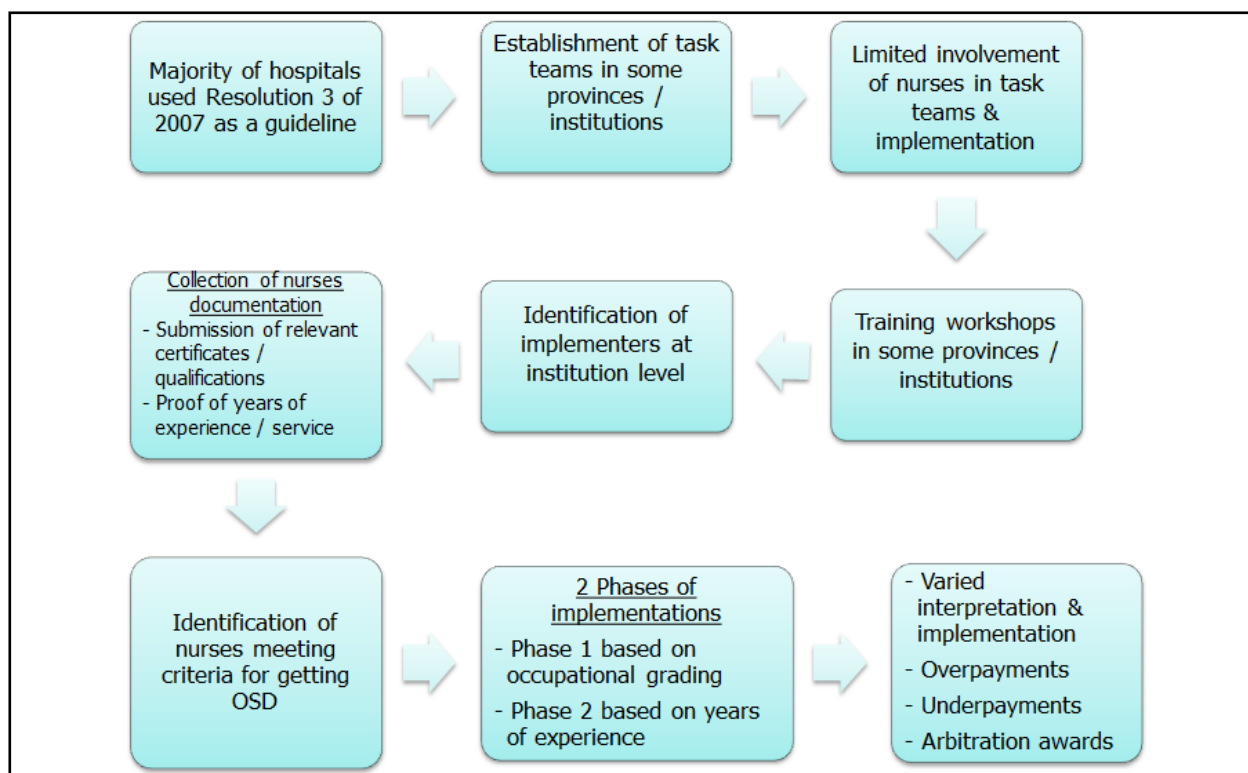 Majority of hospitals
used Resolution 3 of
2007 as a guideline
Establishment of task
teams in some
provinces /
institutions
Limited involvement
of nurses in task
teams &
implementation
Training workshops
in some provinces /
institutions
Identification of
implementers at
institution level
Collection of nurses
documentation
- Submission of relevant
certificates /
qualifications
- Proof of years of
experience / service
Identification of
nurses meeting
criteria for getting
OSD
2 Phases of
implementations
- Phase 1 based on
occupational grading
- Phase 2 based on years
of experience
- Varied
interpretation &
implementation
- Overpayments
- Underpayments
- Arbitration awards